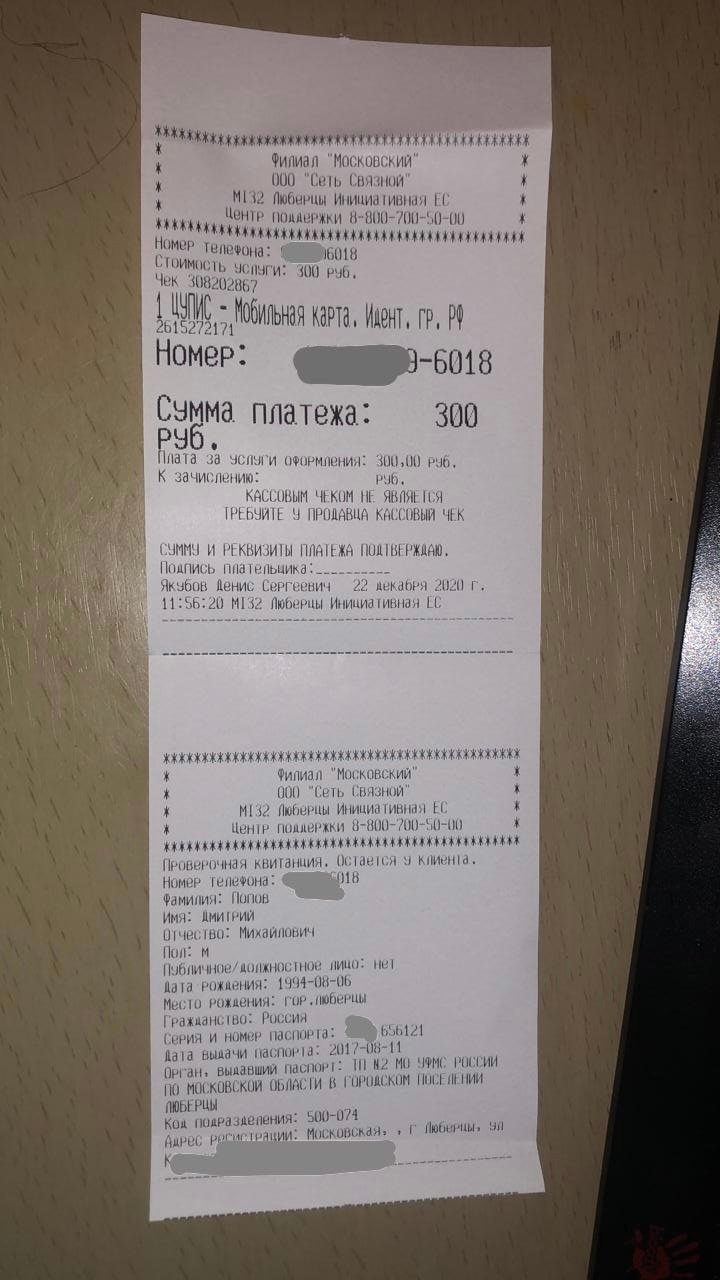 ********************************************
* Филиал "Московский" *
* ООО "Сеть Связной" *
* MI32 Люберцы Инициативная ЕС *
* Центр поддержки 8-800-700-50-00 *
********************************************
Номер телефона: 6018
Стоимость услуги: 300 руб.
Чек 308202867
1 ЦУПИС - Мобильная карта. Идент. гр. РФ
2615272171
Номер: 9-6018
Сумма платежа: 300
руб.
Плата за услуги оформления: 300,00 руб.
К зачислению: руб.
КАССОВЫМ ЧЕКОМ НЕ ЯВЛЯЕТСЯ
ТРЕБУЙТЕ У ПРОДАВЦА КАССОВЫЙ ЧЕК
СУММУ И РЕКВИЗИТЫ ПЛАТЕЖА ПОДТВЕРЖДАЮ.
Подпись плательщика:__________
Якубов Денис Сергеевич 22 декабря 2020 г.
11:56:20 MI32 Люберцы Инициативная ЕС
********************************************
* Филиал "Московский" *
* ООО "Сеть Связной" *
* MI32 Люберцы Инициативная ЕС *
* Центр поддержки 8-800-700-50-00 *
********************************************
Проверочная квитанция. Остается у клиента.
Номер телефона: 6018
Фамилия: Попов
Имя: Дмитрий
Отчество: Михайлович
Пол: м
Публичное/должностное лицо: нет
Дата рождения: 1994-08-06
Место рождения: гор.люберцы
Гражданство: Россия
Серия и номер паспорта: 656121
Дата выдачи паспорта: 2017-08-11
Орган, выдавший паспорт: ТП N2 МО УФМС РОССИИ
ПО МОСКОВСКОЙ ОБЛАСТИ В ГОРОДСКОМ ПОСЕЛЕНИИ
ЛЮБЕРЦЫ
Код подразделения: 500-074
Адрес регистрации: Московская, , г Люберцы, ул
К